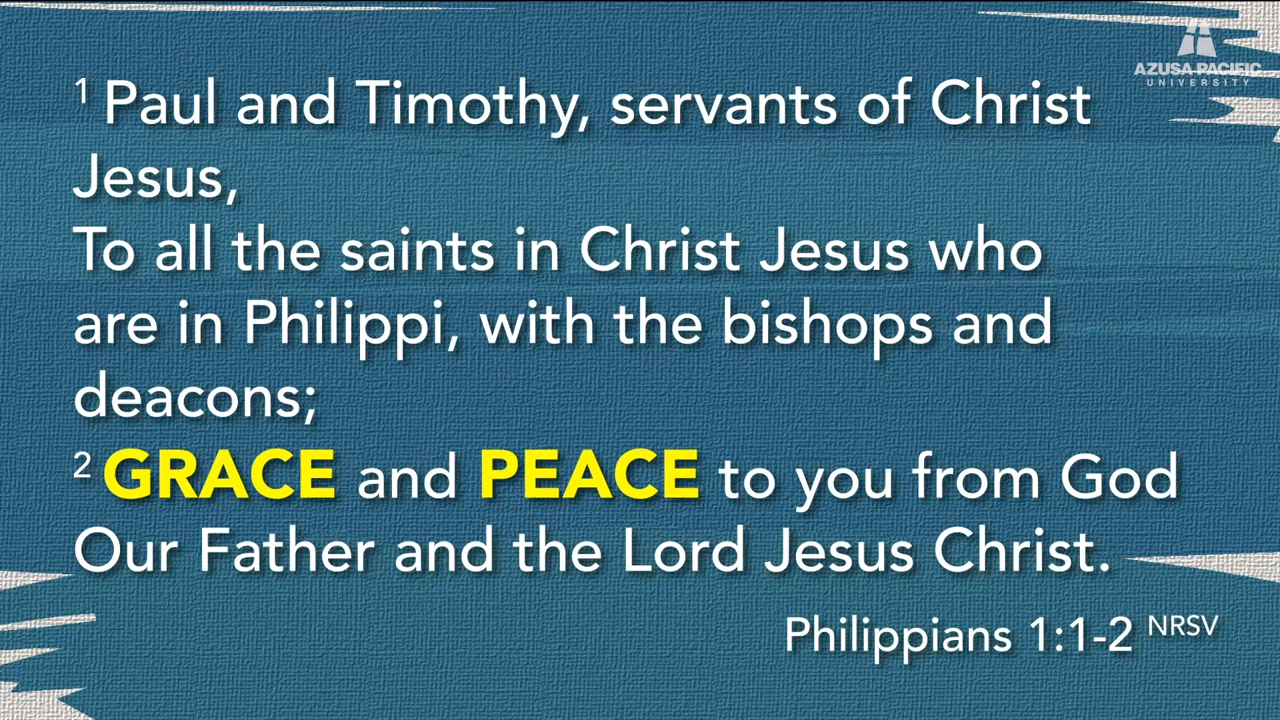 AZUSA PACIFIC
UNIVERSITY
1 Paul and Timothy, servants of Christ
Jesus,
To all the saints in Christ Jesus who
are in Philippi, with the bishops and
deacons;
2 GRACE and PEACE to you from God
Our Father and the Lord Jesus Christ.
Philippians 1:1-2 NRSV